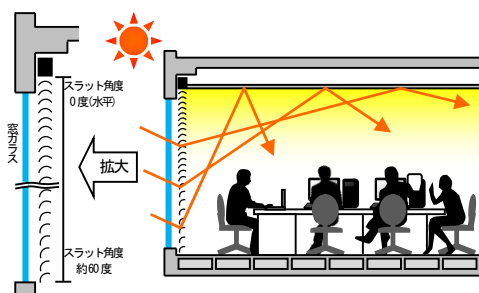 スラット角度
0度(水平)
窓ガラス
拡大
スラット角度
約60度